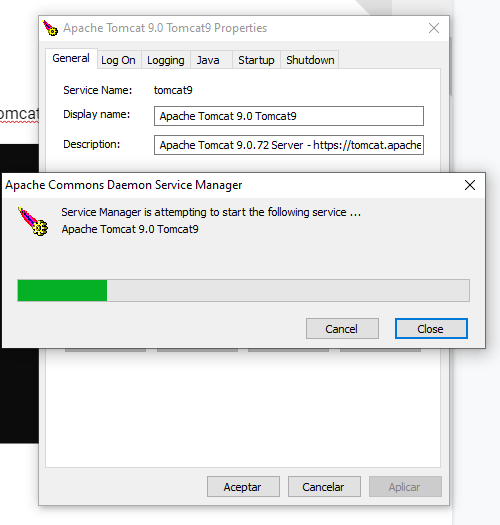 Apache Tomcat 9.0 Tomcat9 Properties
General Log On Logging Java Startup Shutdown
Service Name: tomcat9
Display name: Apache Tomcat 9.0 Tomcat9
Description: Apache Tomcat 9.0.72 Server - https://tomcat.apache
omcat
Apache Commons Daemon Service Manager
Service Manager is attempting to start the following service ...
Apache Tomcat 9.0 Tomcat9
Cancel Close
Aceptar Cancelar Aplicar